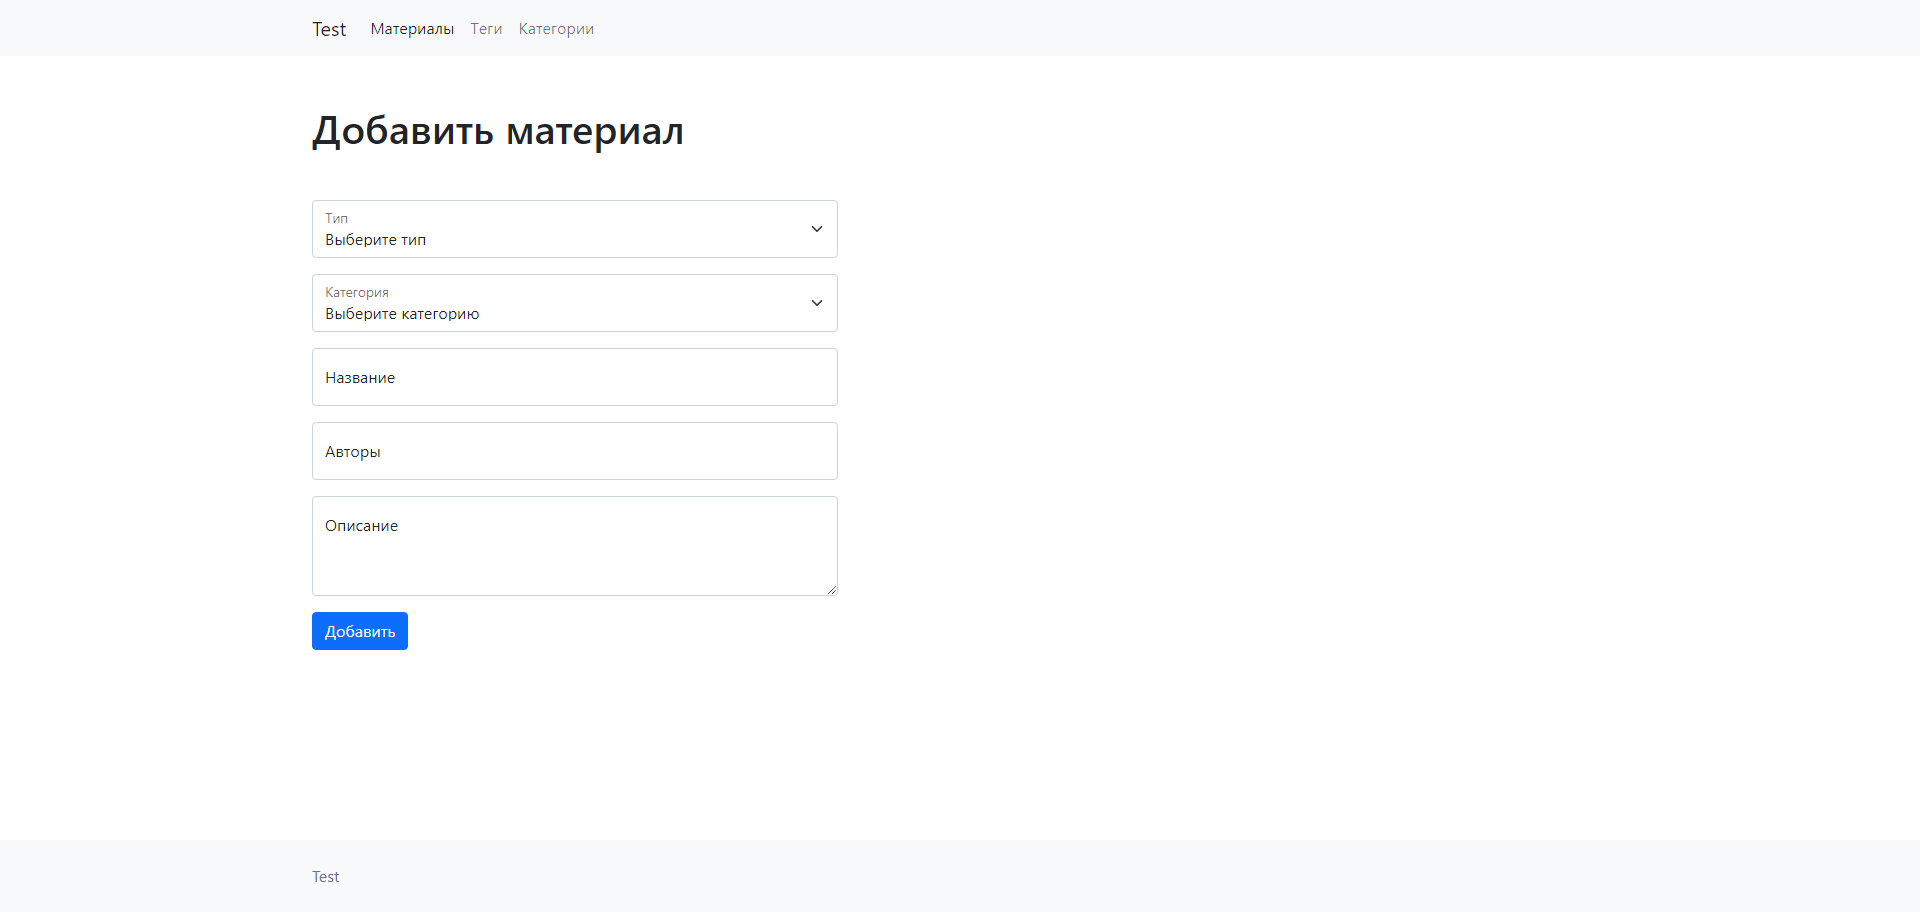 Test Материалы Теги Категории
Добавить материал
Тип
Выберите тип
Категория
Выберите категорию
Название
Авторы
Описание
Добавить
Test